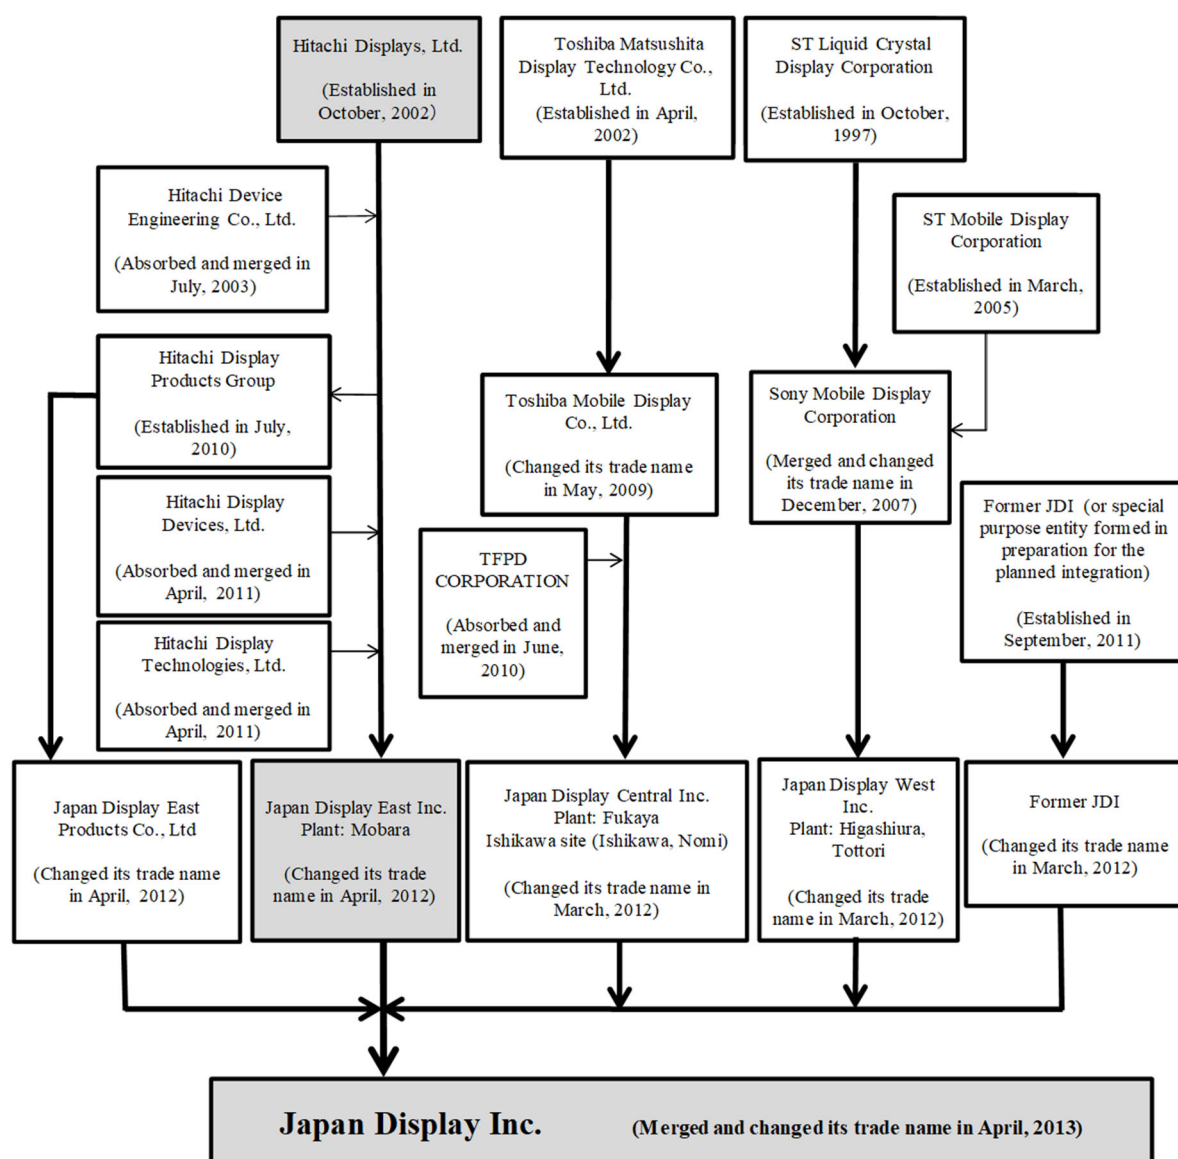 Hitachi Displays, Ltd.
(Established in
October, 2002)
Toshiba Matsushita
Display Technology Co.,
Ltd.
(Established in April,
2002)
ST Liquid Crystal
Display Corporation
(Established in October,
1997)
Hitachi Device
Engineering Co., Ltd.
(Absorbed and merged in
July, 2003)
ST Mobile Display
Corporation
(Established in March,
2005)
Hitachi Display
Products Group
(Established in July,
2010)
Toshiba Mobile Display
Co., Ltd.
(Changed its trade name
in May, 2009)
Sony Mobile Display
Corporation
(Merged and changed
its trade name in
December, 2007)
Hitachi Display
Devices, Ltd.
(Absorbed and merged in
April, 2011)
TFPD
CORPORATION
(Absorbed and
merged in June,
2010)
Former JDI (or special
purpose entity formed in
preparation for the
planned integration)
(Established in
September, 2011)
Hitachi Display
Technologies, Ltd.
(Absorbed and merged in
April, 2011)
Japan Display East
Products Co., Ltd
(Changed its trade name
in April, 2012)
Japan Display East Inc.
Plant: Mobara
(Changed its trade
name in April, 2012)
Japan Display Central Inc.
Plant: Fukaya
Ishikawa site (Ishikawa, Nomi)
(Changed its trade name in
March, 2012)
Japan Display West
Inc.
Plant: Higashiura,
Tottori
(Changed its trade
name in March, 2012)
Former JDI
(Changed its trade name
in March, 2012)
Japan Display Inc. (Merged and changed its trade name in April, 2013)